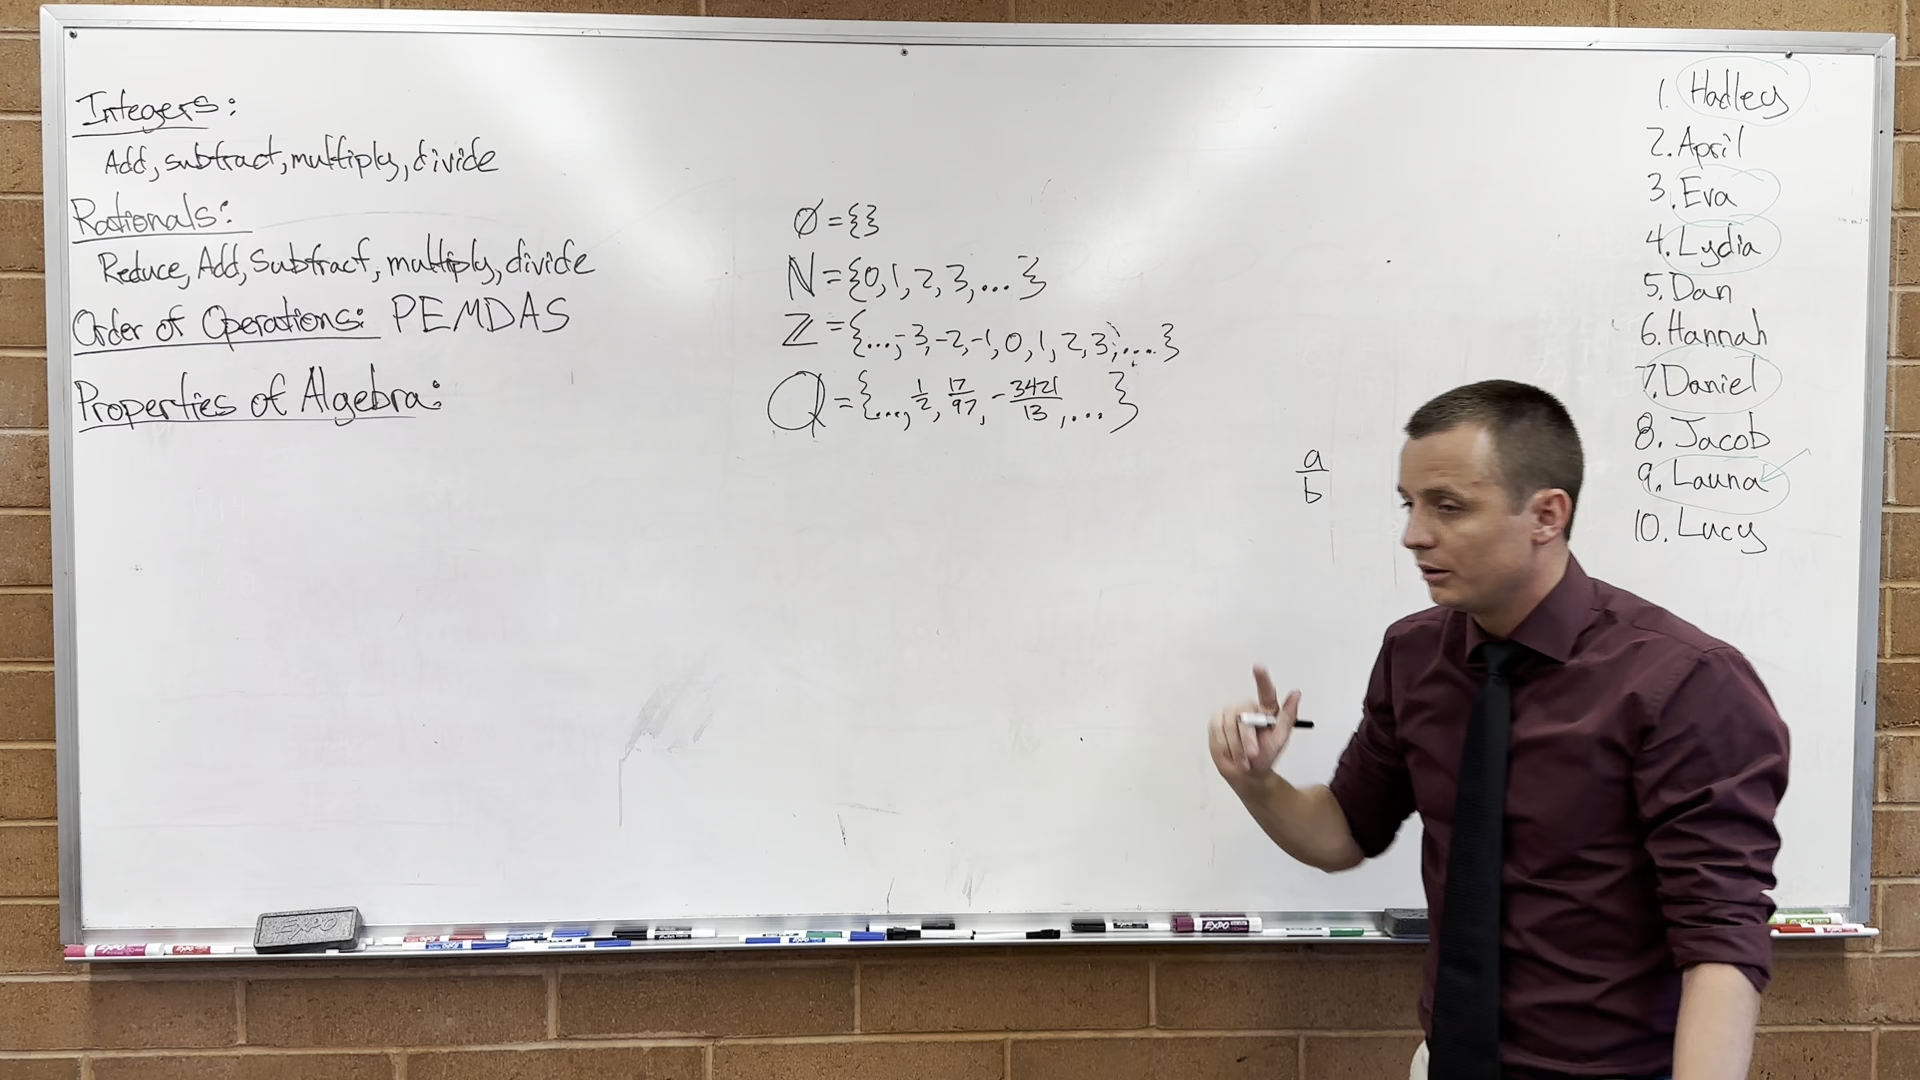 Integers:
Add, subtract, multiply, divide
Rationals:
Reduce, Add, Subtract, multiply, divide
Order of Operations: PEMDAS
Properties of Algebra:
∅ = {}
ℕ = {0, 1, 2, 3, ...}
ℤ = {..., -3, -2, -1, 0, 1, 2, 3, ...}
ℚ = {..., 1/2, 17/97, -3421/13, ...}
a/b
1. Hadley
2. April
3. Eva
4. Lydia
5. Dan
6. Hannah
7. Daniel
8. Jacob
9. Launa
10. Lucy
EXPO
EXPO